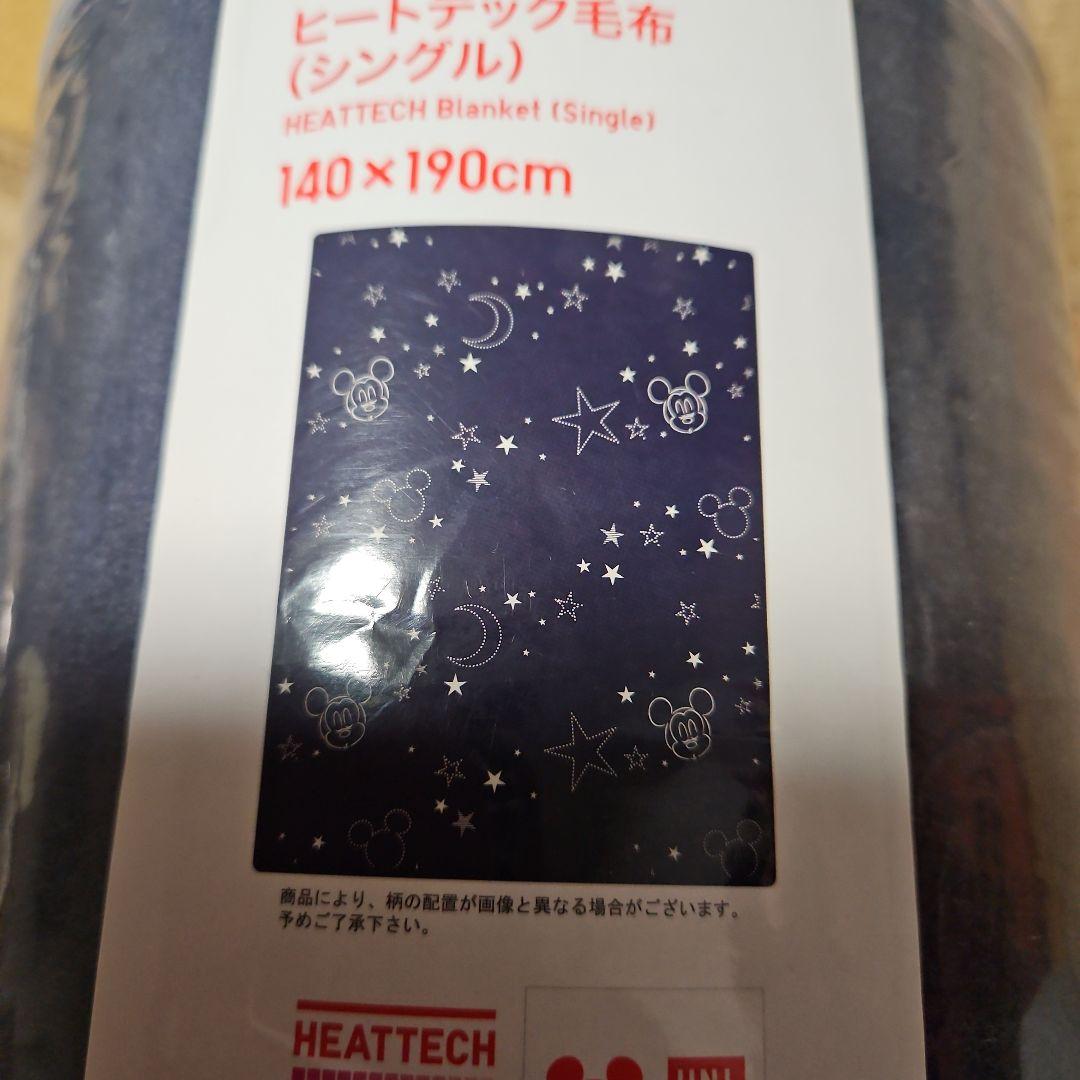 ヒートテック毛布
(シングル)
HEATTECH Blanket (Single)
140×190cm
商品により、柄の配置が画像と異なる場合がございます。
予めご了承下さい。
HEATTECH
UNI